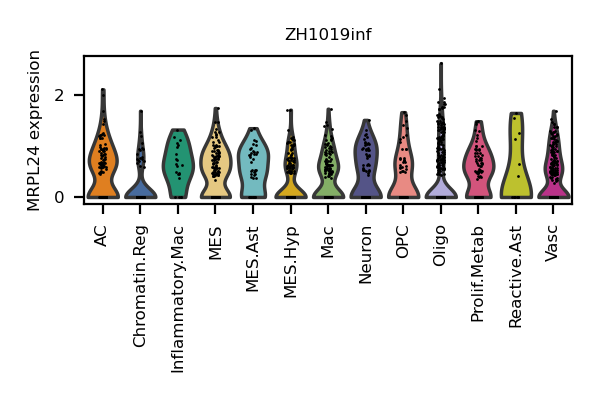 ZH1019inf
MRPL24 expression
2
0
AC
Chromatin.Reg
Inflammatory.Mac
MES
MES.Ast
MES.Hyp
Mac
Neuron
OPC
Oligo
Prolif.Metab
Reactive.Ast
Vasc